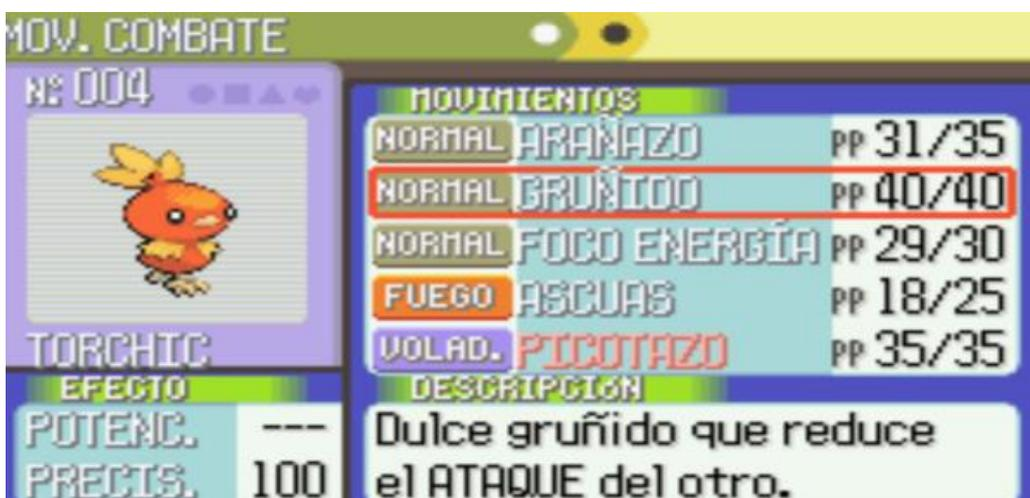 MOV. COMBATE
Nº 004
TORCHIC
EFECTO
POTENC. ---
PRECIS. 100
MOVIMIENTOS
NORMAL ARAÑAZO PP 31/35
NORMAL GRUÑIDO PP 40/40
NORMAL FOCO ENERGÍA PP 29/30
FUEGO ASCUAS PP 18/25
VOLAD. PICOTAZO PP 35/35
DESCRIPCIÓN
Dulce gruñido que reduce
el ATAQUE del otro.